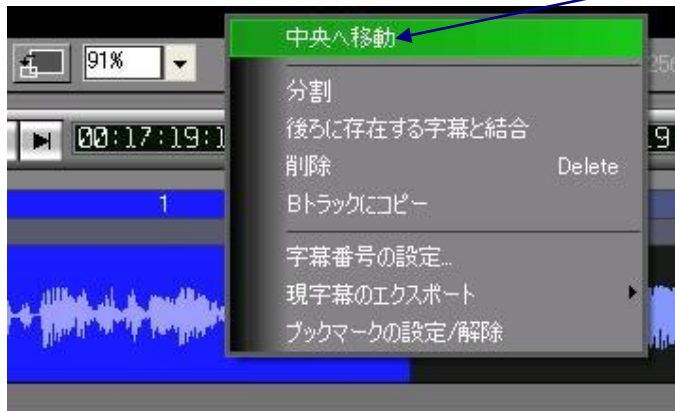 中央へ移動
91%
256
分割
00:17:19:1
後ろに存在する字幕と結合
9
削除 Delete
1
Bトラックにコピー
字幕番号の設定...
現字幕のエクスポート
ブックマークの設定/解除